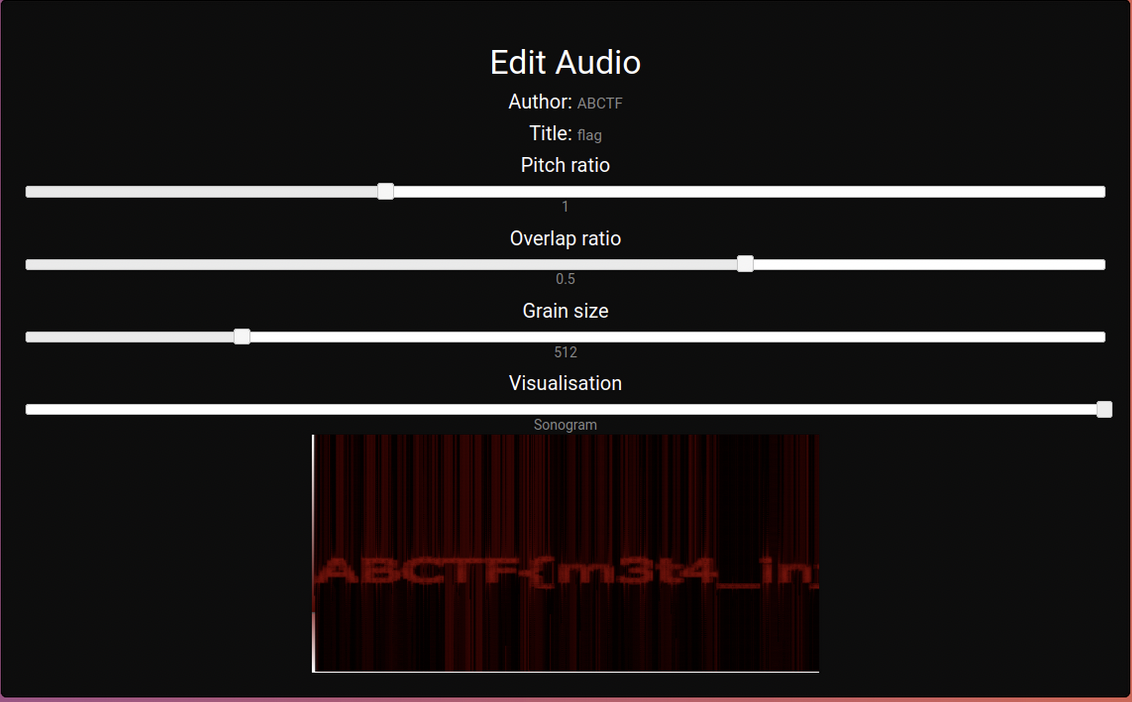 Edit Audio
Author: ABCTF
Title: flag
Pitch ratio
1
Overlap ratio
0.5
Grain size
512
Visualisation
Sonogram
ABCTF{m3t4_in_